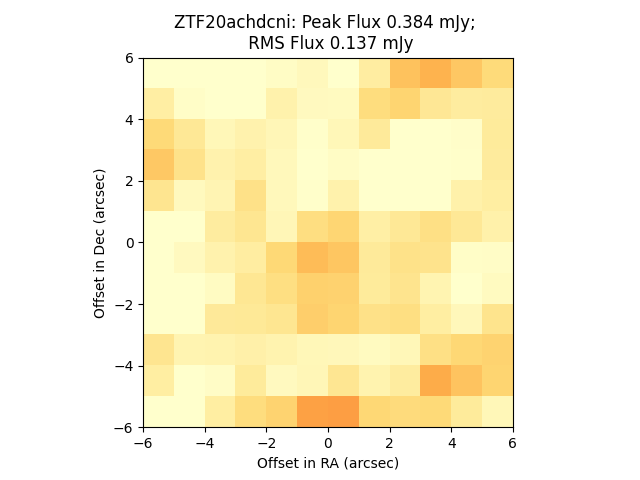 ZTF20achdcni: Peak Flux 0.384 mJy;
RMS Flux 0.137 mJy
6
4
2
0
−2
−4
−6
Offset in Dec (arcsec)
−6 −4 −2 0 2 4 6
Offset in RA (arcsec)